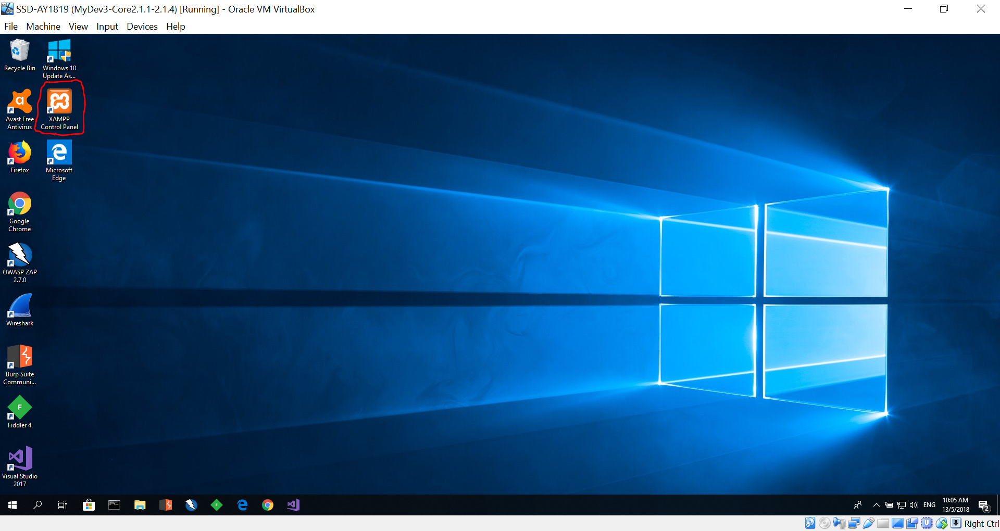 SSD-AY1819 (MyDev3-Core2.1.1-2.1.4) [Running] - Oracle VM VirtualBox
File Machine View Input Devices Help
Recycle Bin
Windows 10
Update As...
Avast Free
Antivirus
XAMPP
Control Panel
Firefox
Microsoft
Edge
Google
Chrome
OWASP ZAP
2.7.0
Wireshark
Burp Suite
Communi...
F
Fiddler 4
Visual Studio
2017
ENG
10:05 AM
13/5/2018
2
Right Ctrl